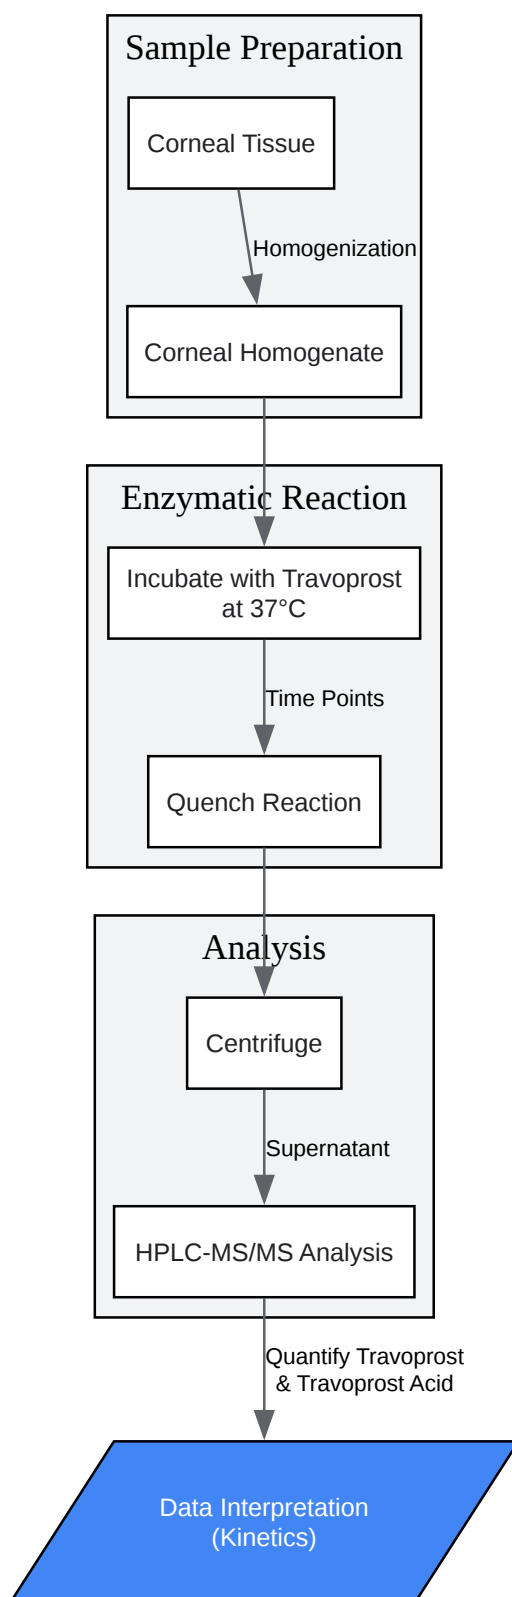 Sample Preparation
Corneal Tissue
Homogenization
Corneal Homogenate
Enzymatic Reaction
Incubate with Travoprost
at 37°C
Time Points
Quench Reaction
Analysis
Centrifuge
Supernatant
HPLC-MS/MS Analysis
Quantify Travoprost
& Travoprost Acid
Data Interpretation
(Kinetics)